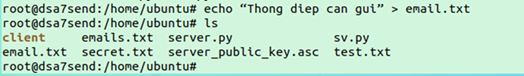 root@dsa7send:/home/ubuntu# echo “Thong diep can gui” > email.txt
root@dsa7send:/home/ubuntu# ls
client     emails.txt  server.py              sv.py
email.txt  secret.txt  server_public_key.asc  test.txt
root@dsa7send:/home/ubuntu#